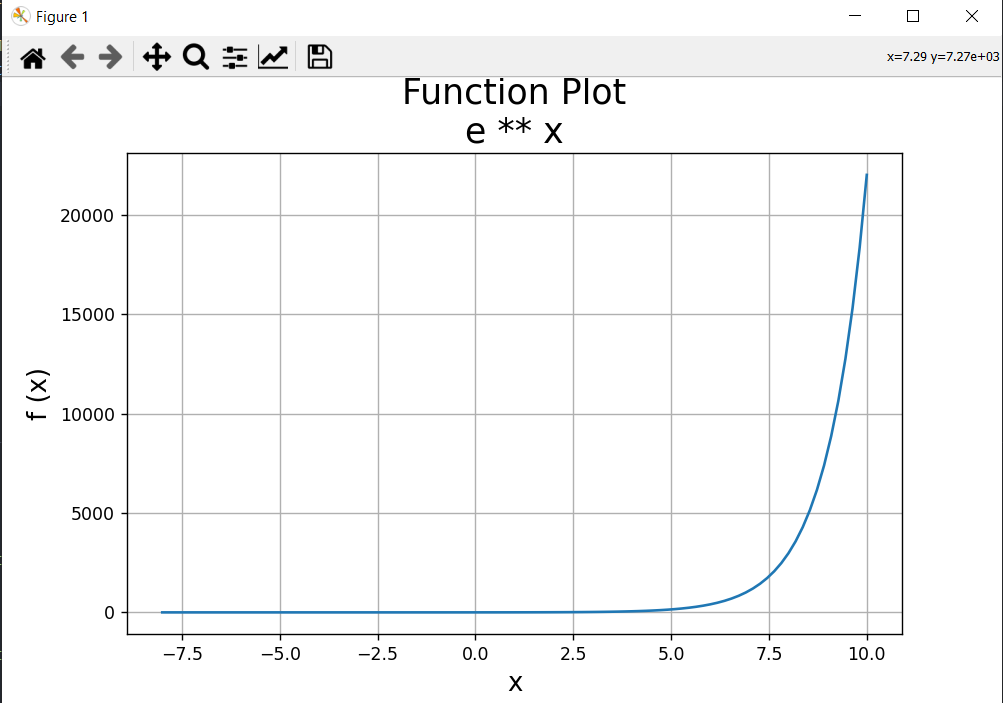 Figure 1
x=7.29 y=7.27e+03
Function Plot
e ** x
20000
15000
10000
5000
0
f (x)
−7.5 −5.0 −2.5 0.0 2.5 5.0 7.5 10.0
x